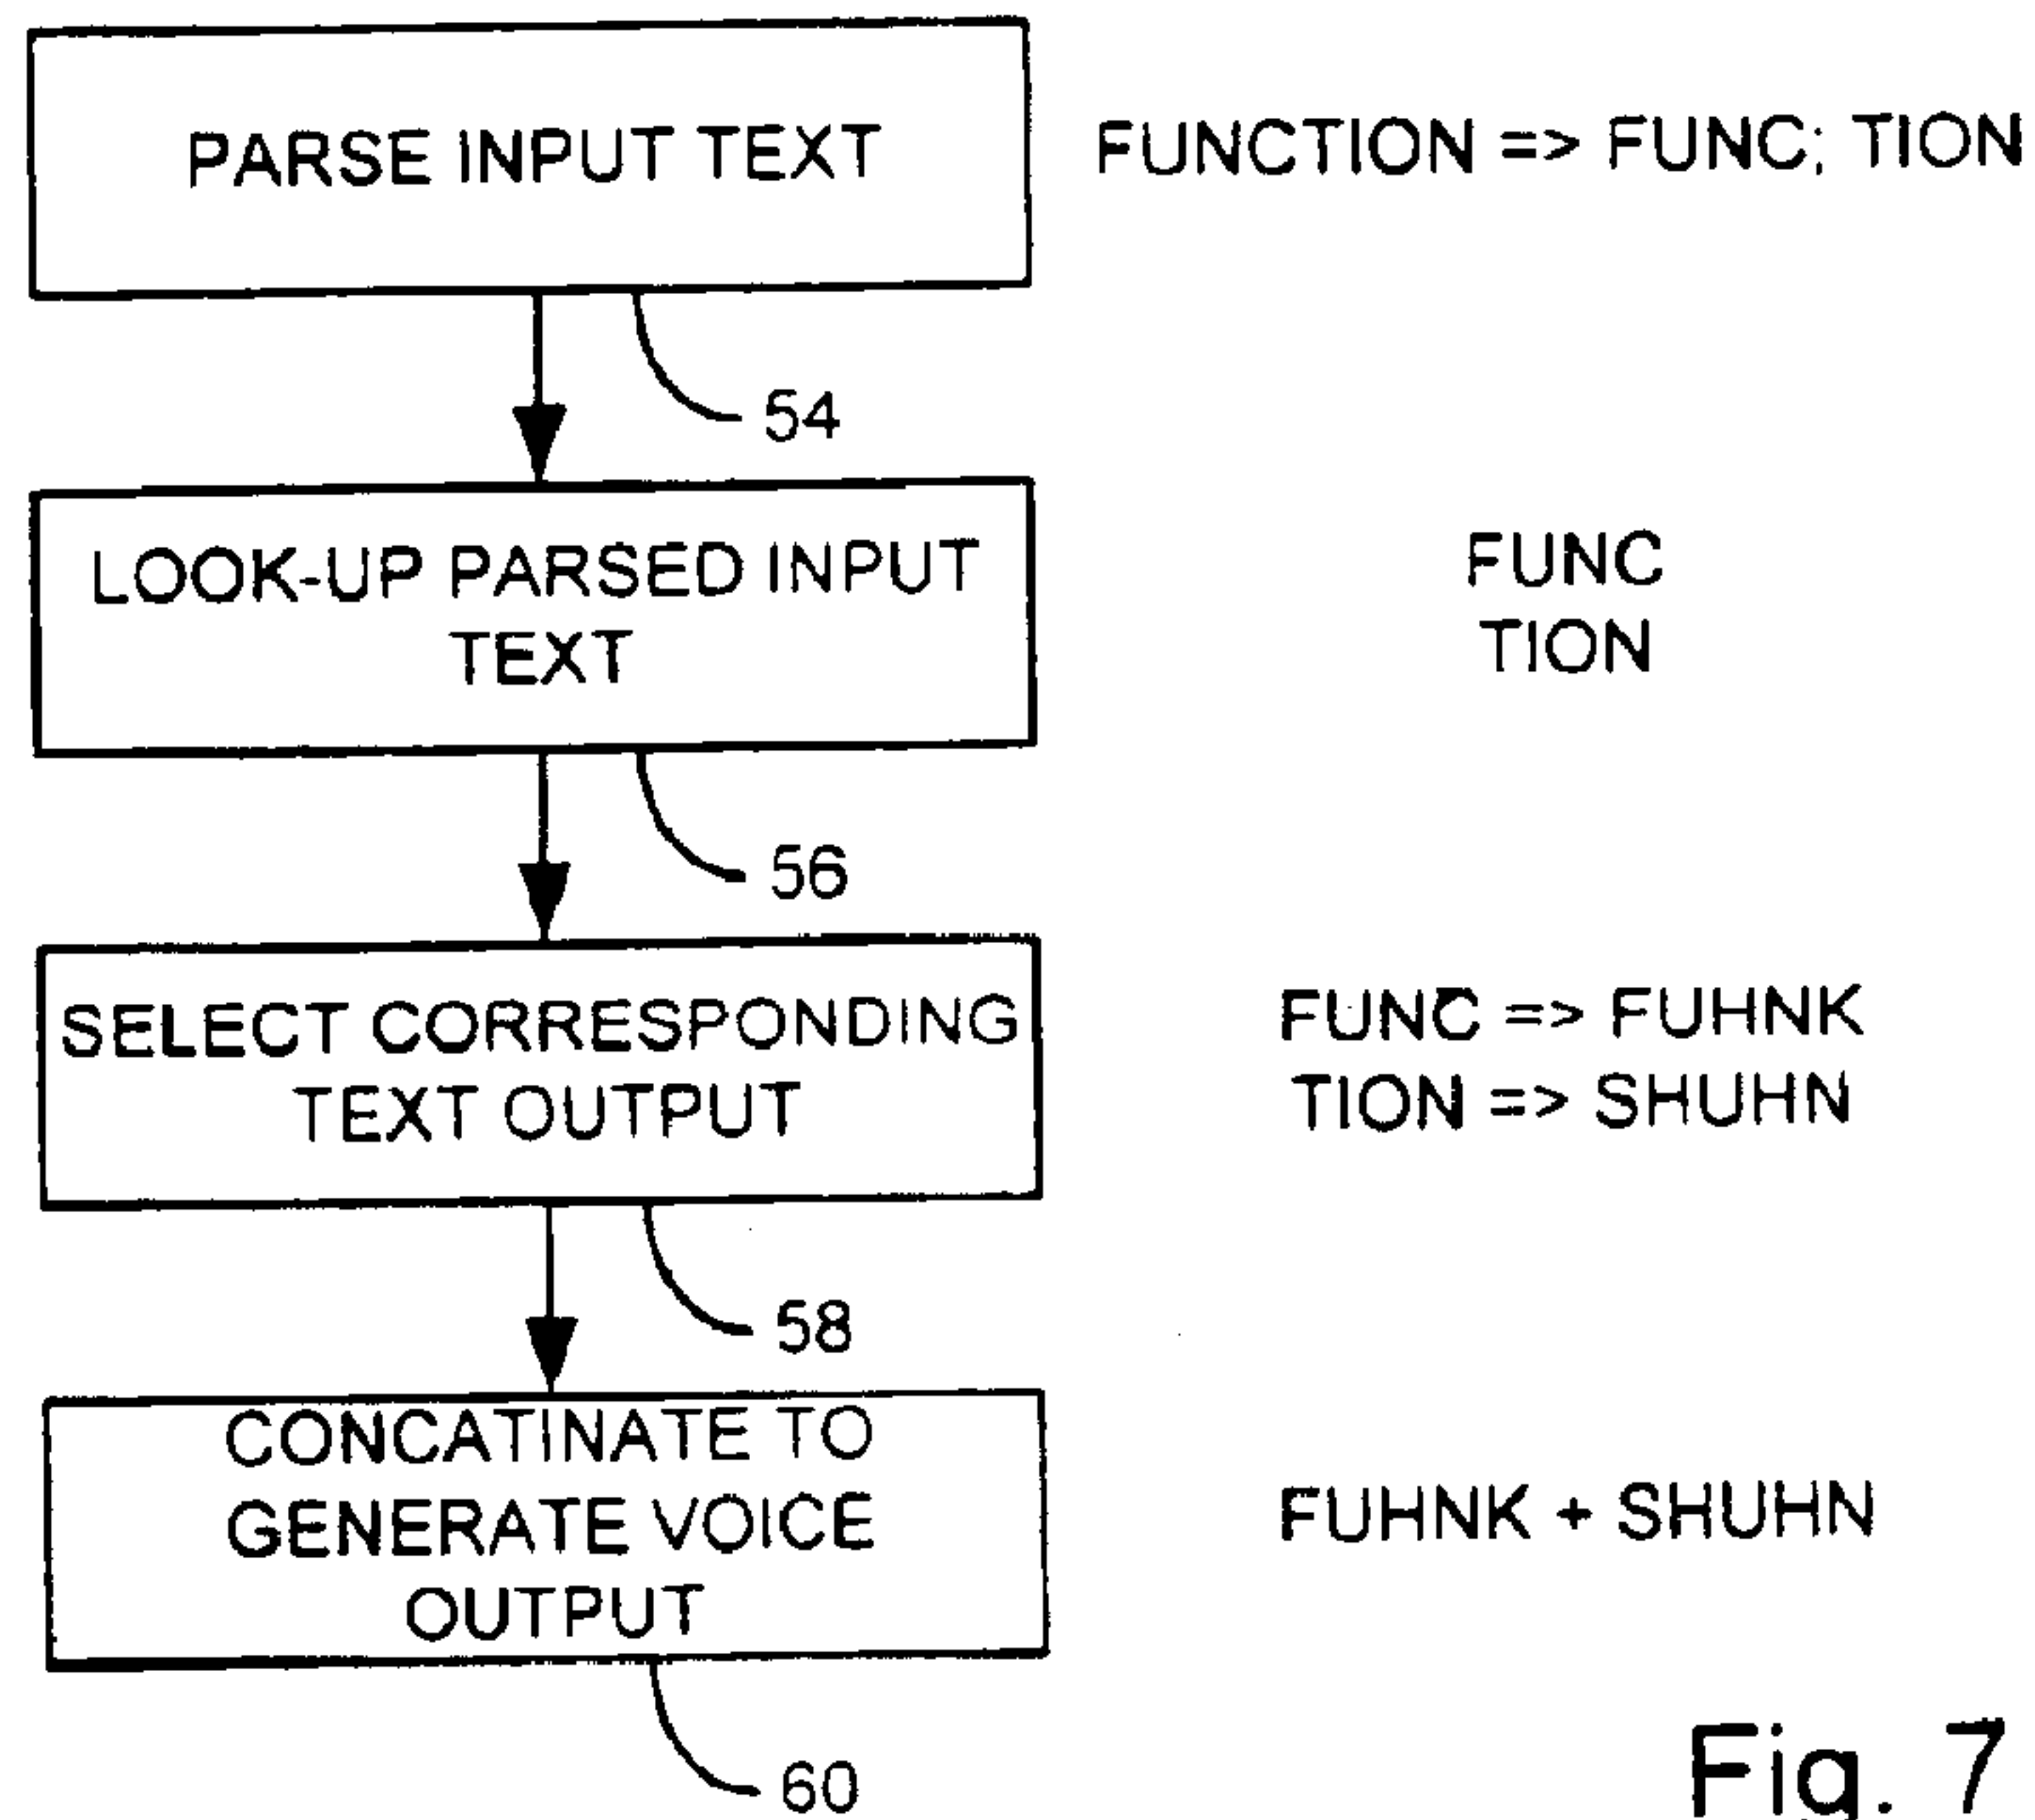 PARSE INPUT TEXT
FUNCTION => FUNC; TION
54
LOOK-UP PARSED INPUT
TEXT
FUNC
TION
56
SELECT CORRESPONDING
TEXT OUTPUT
FUNC => FUHNK
TION => SHUHN
58
CONCATINATE TO
GENERATE VOICE
OUTPUT
FUHNK + SHUHN
60
Fig. 7